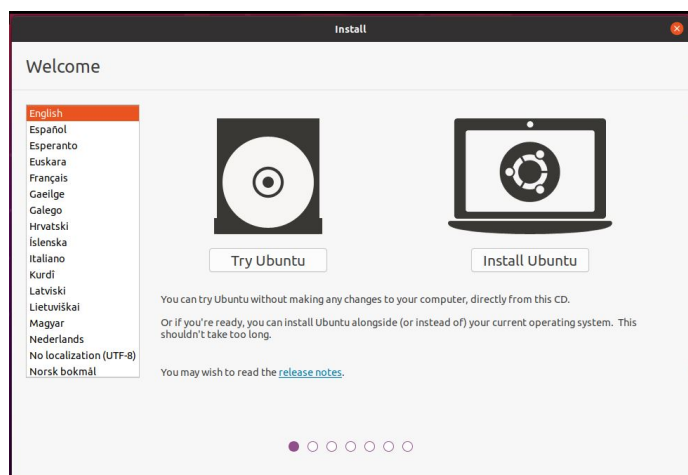 Install
Welcome
English
Español
Esperanto
Euskara
Français
Gaeilge
Galego
Hrvatski
Íslenska
Italiano
Kurdî
Latviski
Lietuviškai
Magyar
Nederlands
No localization (UTF-8)
Norsk bokmål
Try Ubuntu
Install Ubuntu
You can try Ubuntu without making any changes to your computer, directly from this CD.
Or if you're ready, you can install Ubuntu alongside (or instead of) your current operating system. This
shouldn't take too long.
You may wish to read the release notes.